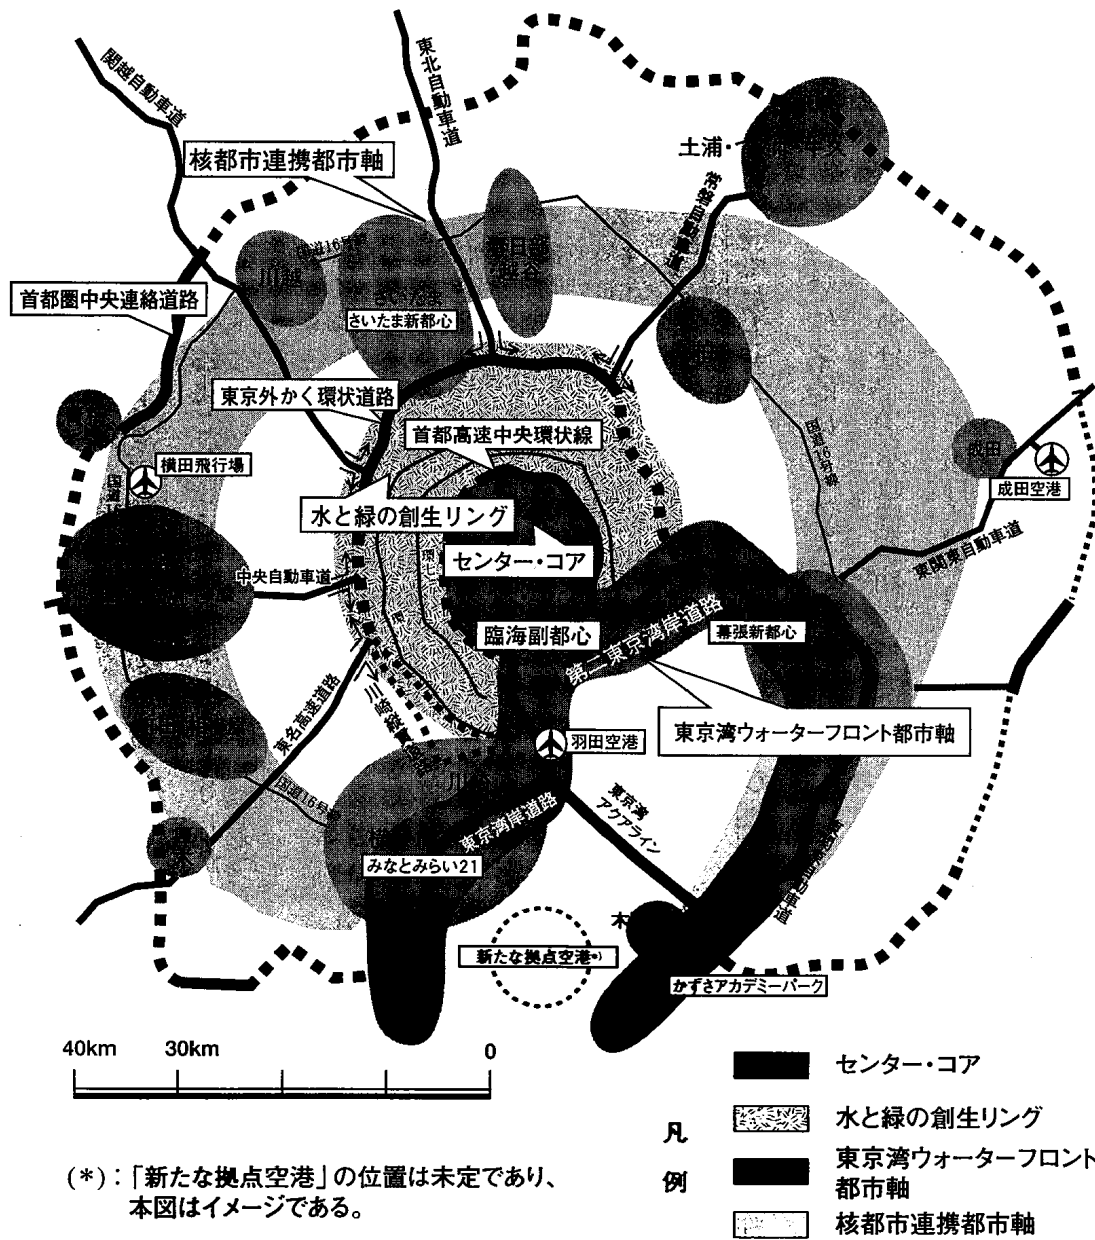 関越自動車道
東北自動車道
核都市連携都市軸
土浦・
常磐自動車道
国道16号
川越
春日部
越谷
首都圏中央連絡道路
さいたま新都心
東京外かく環状道路
首都高速中央環状線
国道16号線
成田
成田空港
横田飛行場
水と緑の創生リング
センター・コア
東関東自動車道
中央自動車道
臨海副都心
幕張新都心
第二東京湾岸道路
東名高速道路
東京湾ウォーターフロント都市軸
羽田空港
国道16号
東京湾
アクアライン
東京湾岸道路
みなとみらい21
木
新たな拠点空港*)
かずさアカデミーパーク
40km 30km 0
凡
例
センター・コア
水と緑の創生リング
東京湾ウォーターフロント
都市軸
核都市連携都市軸
(*):「新たな拠点空港」の位置は未定であり、
本図はイメージである。